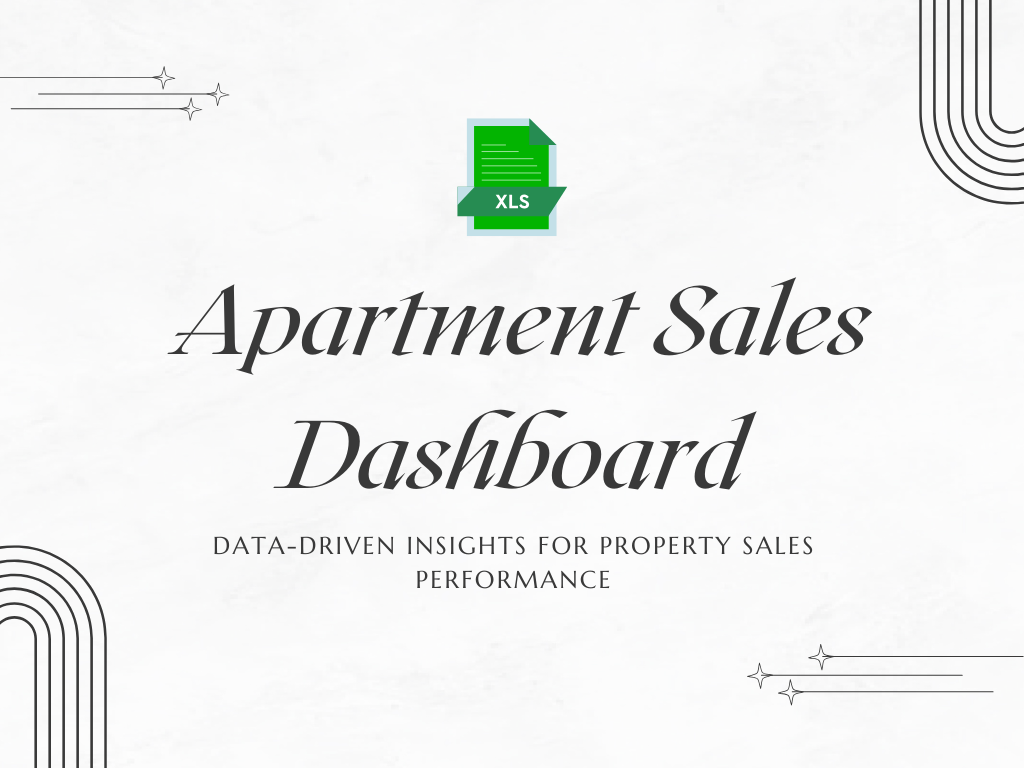 XLS
Apartment Sales
Dashboard
DATA-DRIVEN INSIGHTS FOR PROPERTY SALES
PERFORMANCE